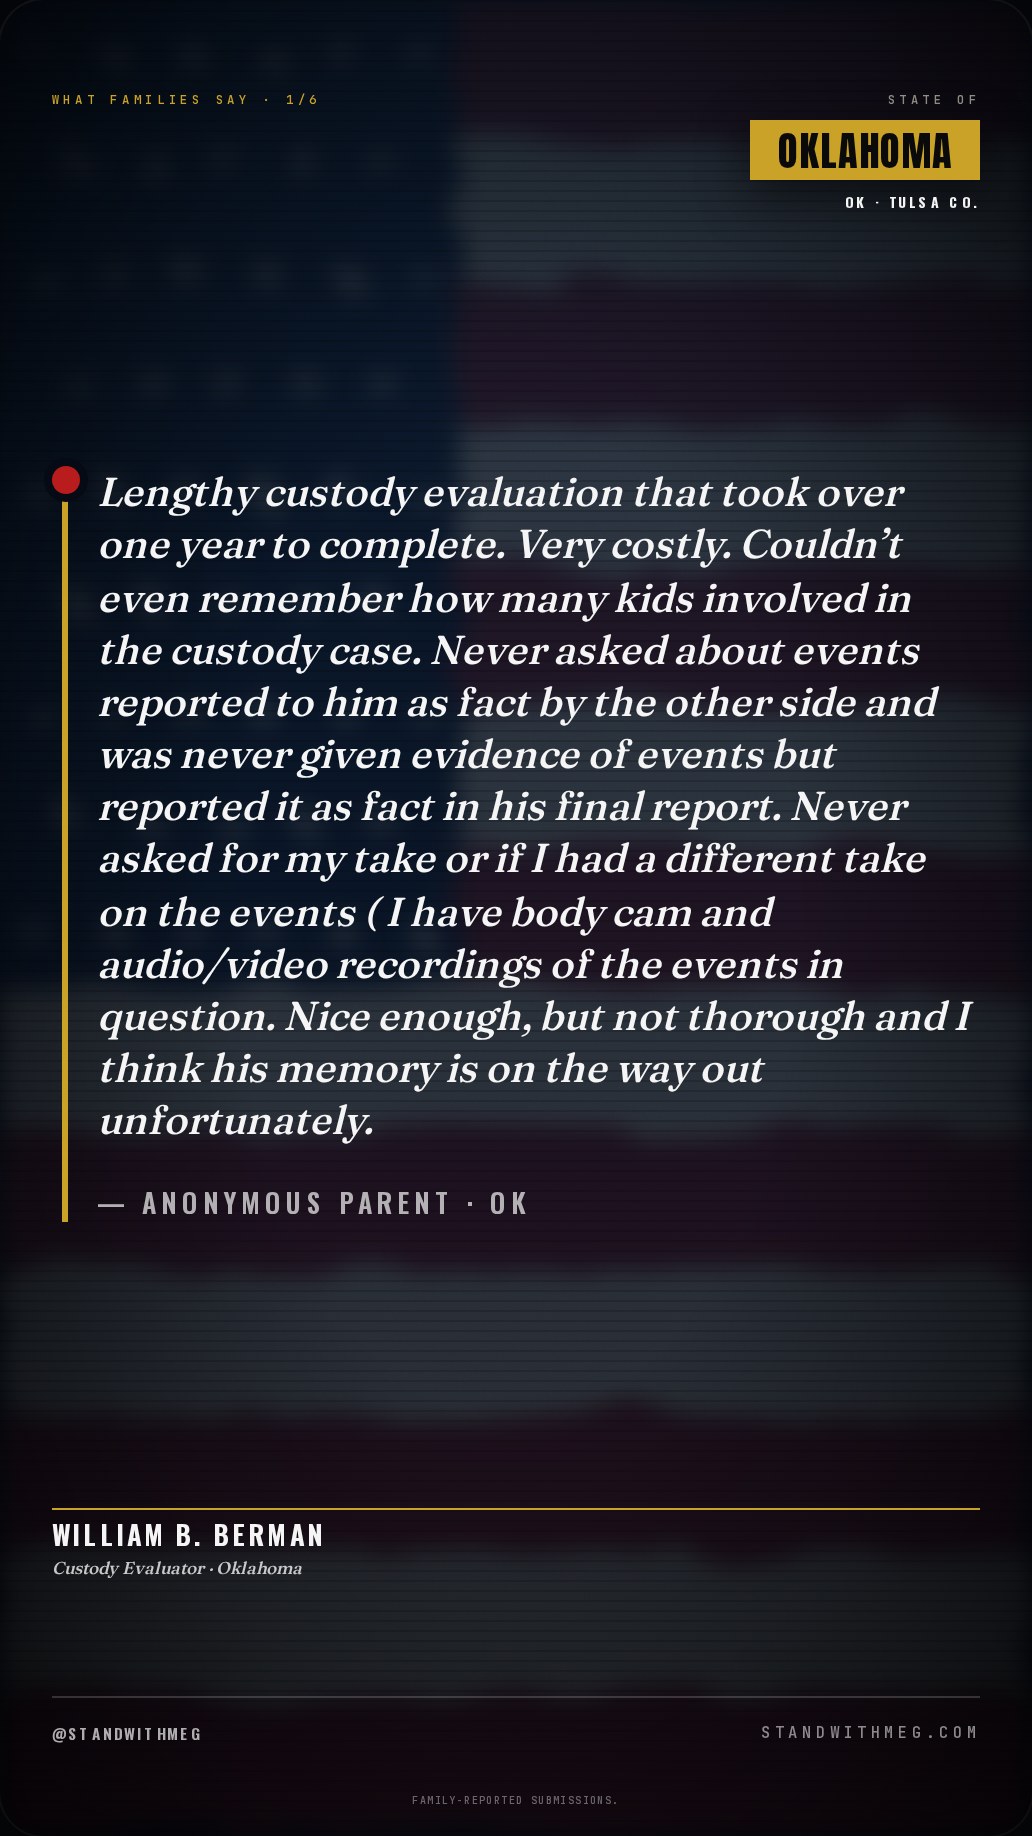 WHAT FAMILIES SAY · 1/6
STATE OF
OKLAHOMA
OK · TULSA CO.
Lengthy custody evaluation that took over
one year to complete. Very costly. Couldn’t
even remember how many kids involved in
the custody case. Never asked about events
reported to him as fact by the other side and
was never given evidence of events but
reported it as fact in his final report. Never
asked for my take or if I had a different take
on the events ( I have body cam and
audio/video recordings of the events in
question. Nice enough, but not thorough and I
think his memory is on the way out
unfortunately.
— ANONYMOUS PARENT · OK
WILLIAM B. BERMAN
Custody Evaluator · Oklahoma
@STANDWITHMEG
STANDWITHMEG.COM
FAMILY-REPORTED SUBMISSIONS.